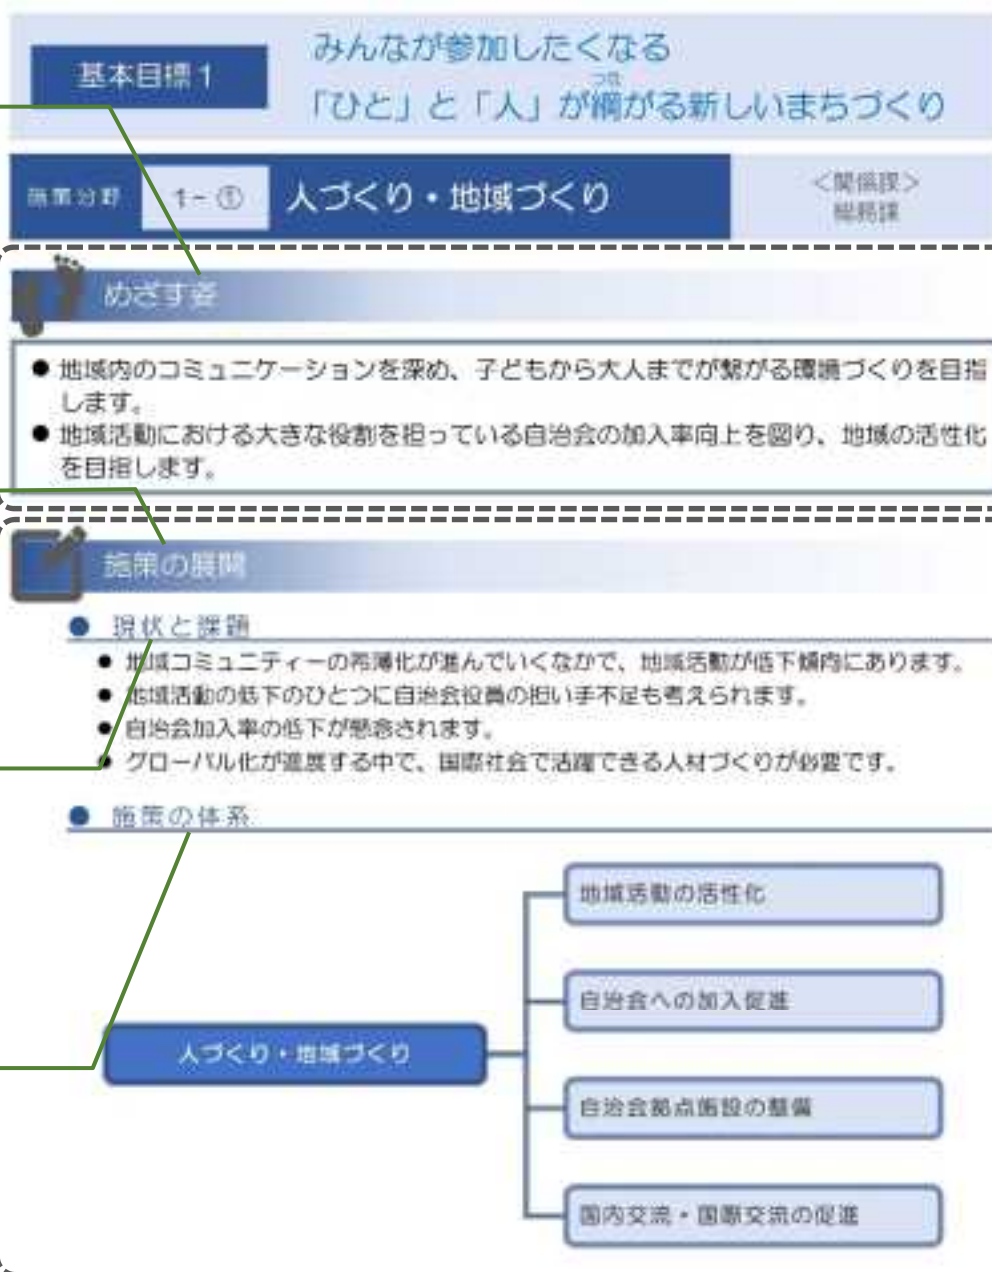 基本目標1
みんなが参加したくなる
つな
「ひと」と「人」が綱がる新しいまちづくり
施策分野
1-①
人づくり・地域づくり
<関係課>
総務課
めざす姿
● 地域内のコミュニケーションを深め、子どもから大人までが繋がる環境づくりを目指
します。
● 地域活動における大きな役割を担っている自治会の加入率向上を図り、地域の活性化
を目指します。
施策の展開
● 現状と課題
● 地域コミュニティーの希薄化が進んでいくなかで、地域活動が低下傾向にあります。
● 地域活動の低下のひとつに自治会役員の担い手不足も考えられます。
● 自治会加入率の低下が懸念されます。
● グローバル化が進展する中で、国際社会で活躍できる人材づくりが必要です。
● 施策の体系
地域活動の活性化
自治会への加入促進
人づくり・地域づくり
自治会拠点施設の整備
国内交流・国際交流の促進